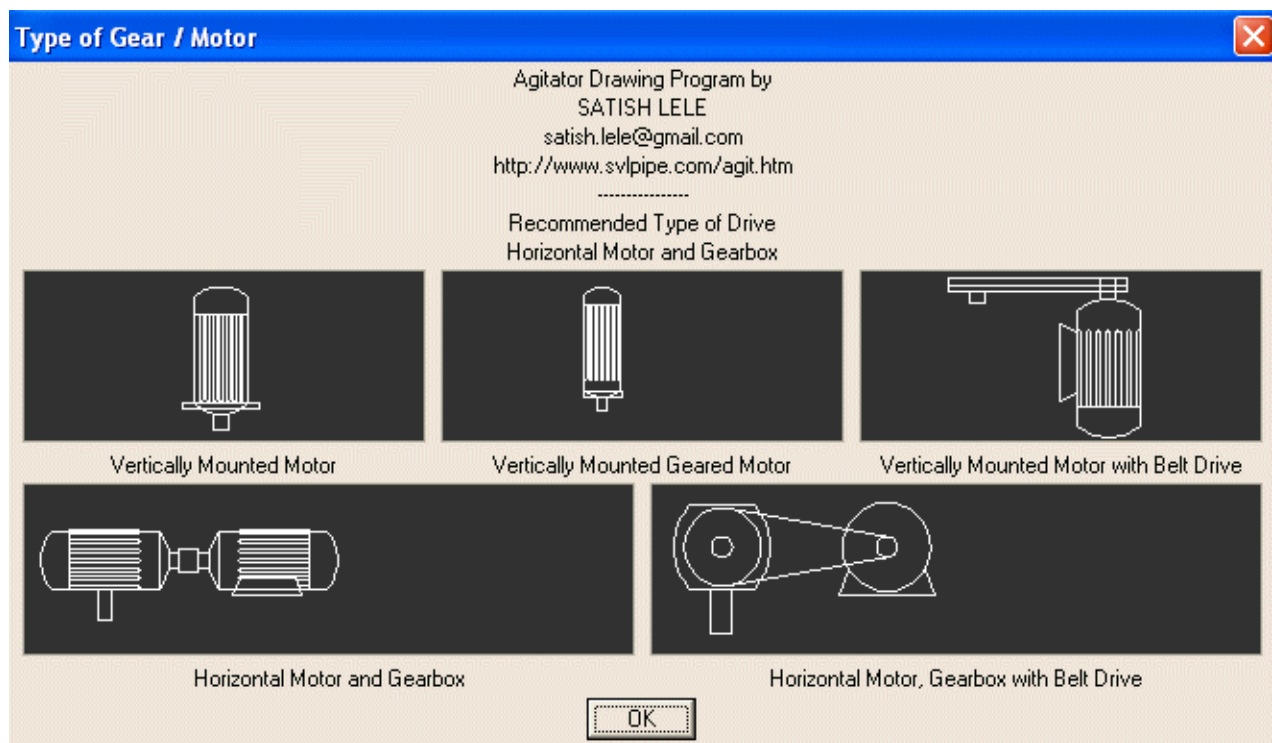 Type of Gear / Motor
Agitator Drawing Program by
SATISH LELE
satish.lele@gmail.com
http://www.svlpipe.com/agit.htm
----------------
Recommended Type of Drive
Horizontal Motor and Gearbox
Vertically Mounted Motor
Vertically Mounted Geared Motor
Vertically Mounted Motor with Belt Drive
Horizontal Motor and Gearbox
Horizontal Motor, Gearbox with Belt Drive
OK